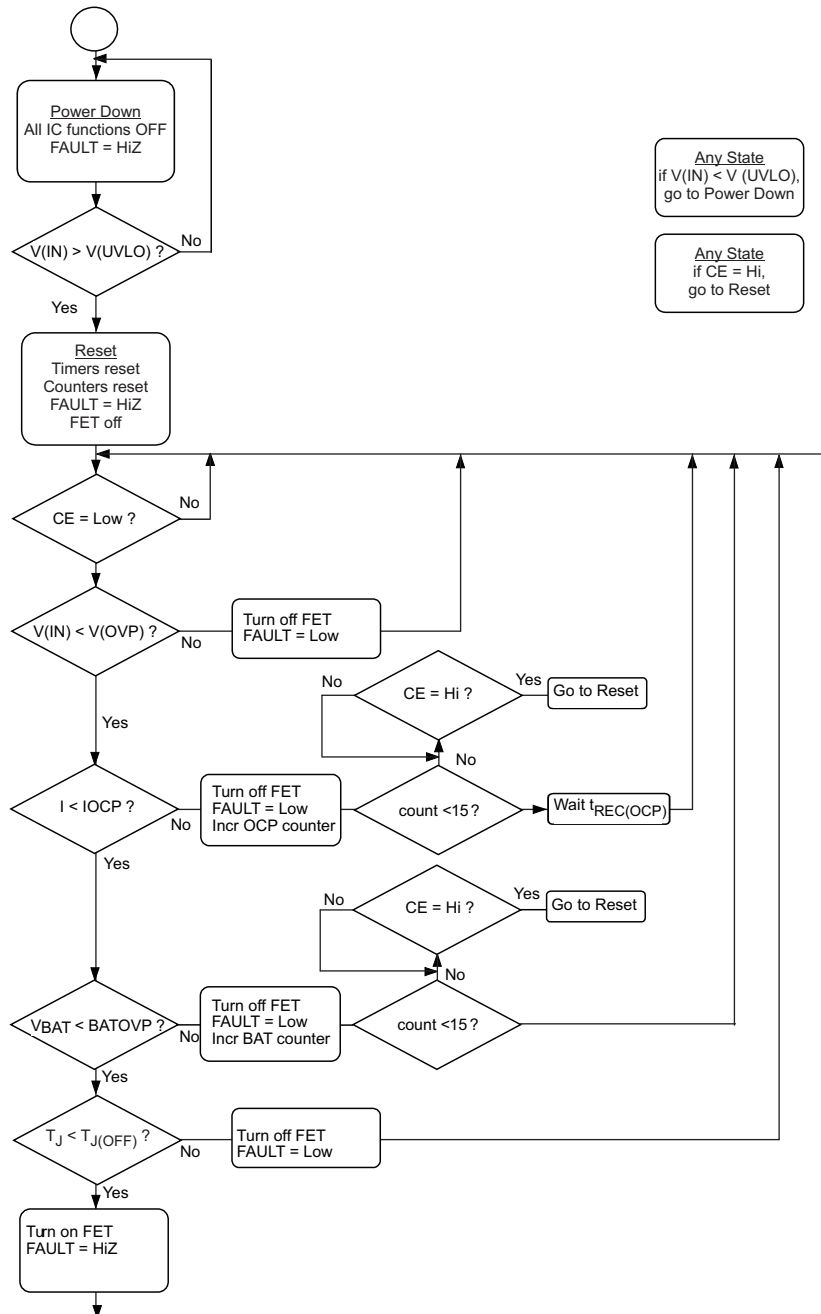 Power Down
All IC functions OFF
FAULT = HiZ
Any State
if V(IN) < V (UVLO),
go to Power Down
V(IN) > V(UVLO) ?
No
Any State
if CE = Hi,
go to Reset
Yes
Reset
Timers reset
Counters reset
FAULT = HiZ
FET off
CE = Low ?
No
V(IN) < V(OVP) ?
No
Turn off FET
FAULT = Low
Yes
No
CE = Hi ?
Yes
Go to Reset
No
I < IOCP ?
No
Turn off FET
FAULT = Low
Incr OCP counter
count <15 ?
Wait tREC(OCP)
Yes
No
CE = Hi ?
Yes
Go to Reset
No
VBAT < BATOVP ?
No
Turn off FET
FAULT = Low
Incr BAT counter
count <15 ?
Yes
TJ < TJ(OFF) ?
No
Turn off FET
FAULT = Low
Yes
Turn on FET
FAULT = HiZ